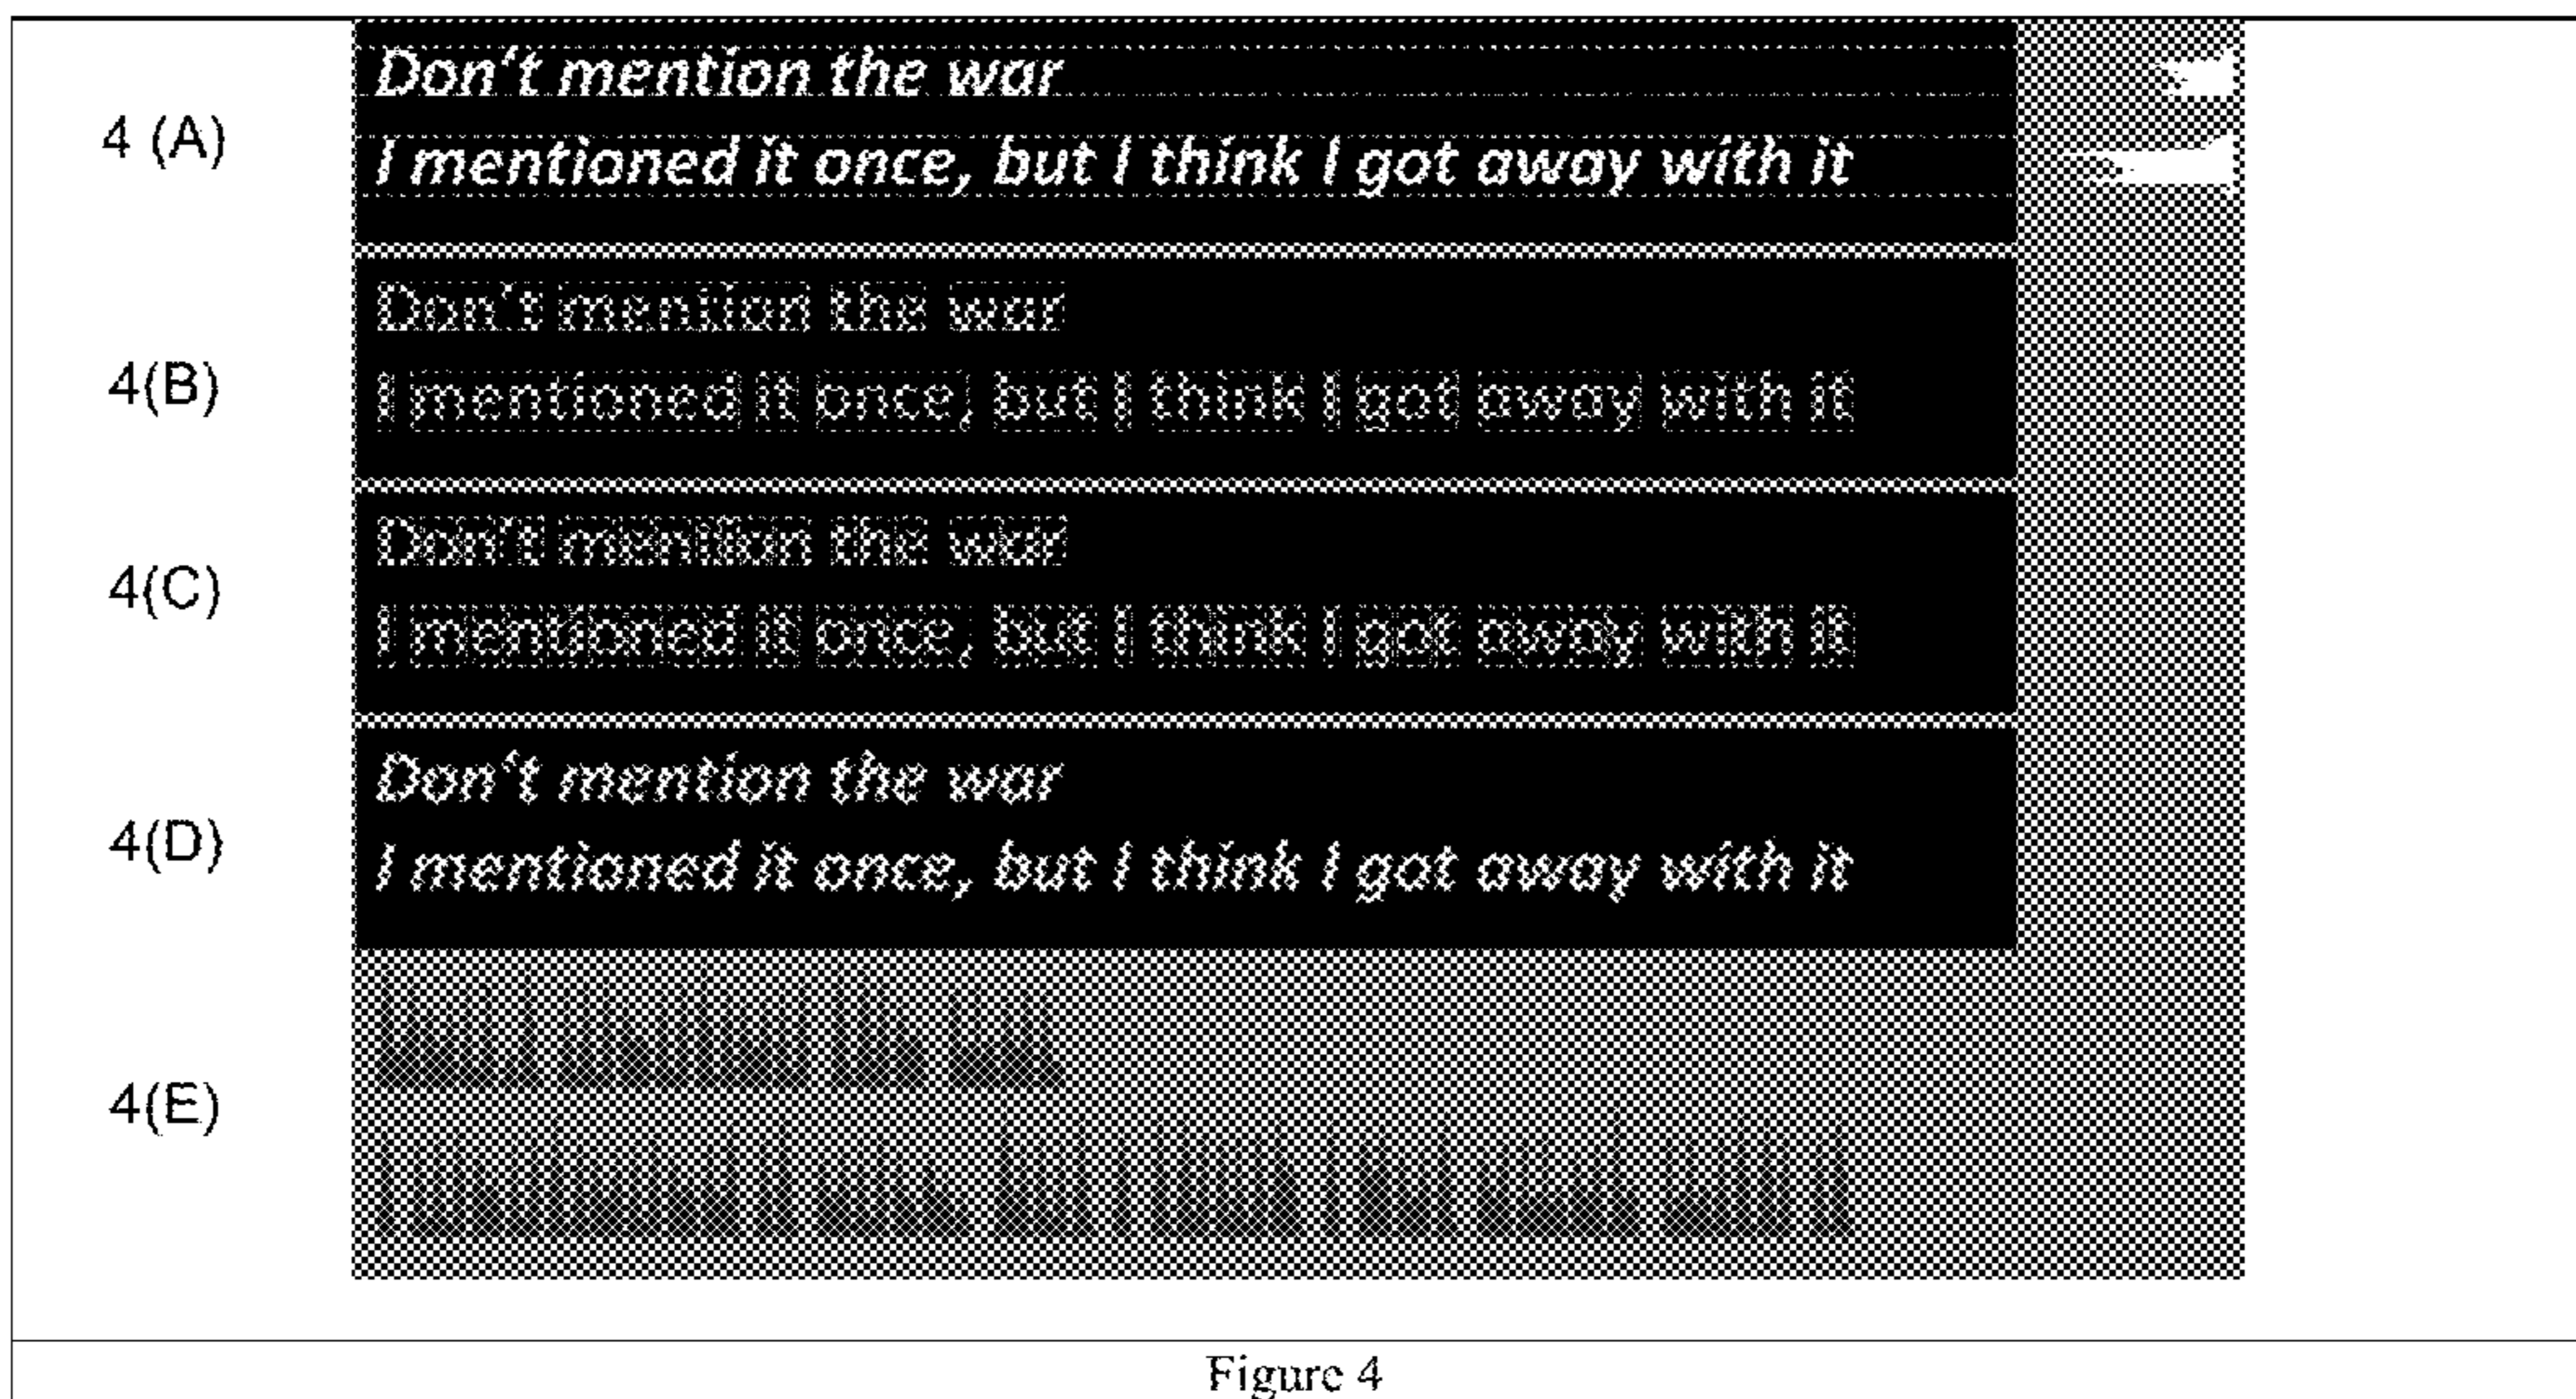 4 (A)
Don't mention the war
I mentioned it once, but I think I got away with it
4(B)
Don't mention the war
I mentioned it once, but I think I got away with it
4(C)
Don't mention the war
I mentioned it once, but I think I got away with it
4(D)
Don't mention the war
I mentioned it once, but I think I got away with it
4(E)
Figure 4